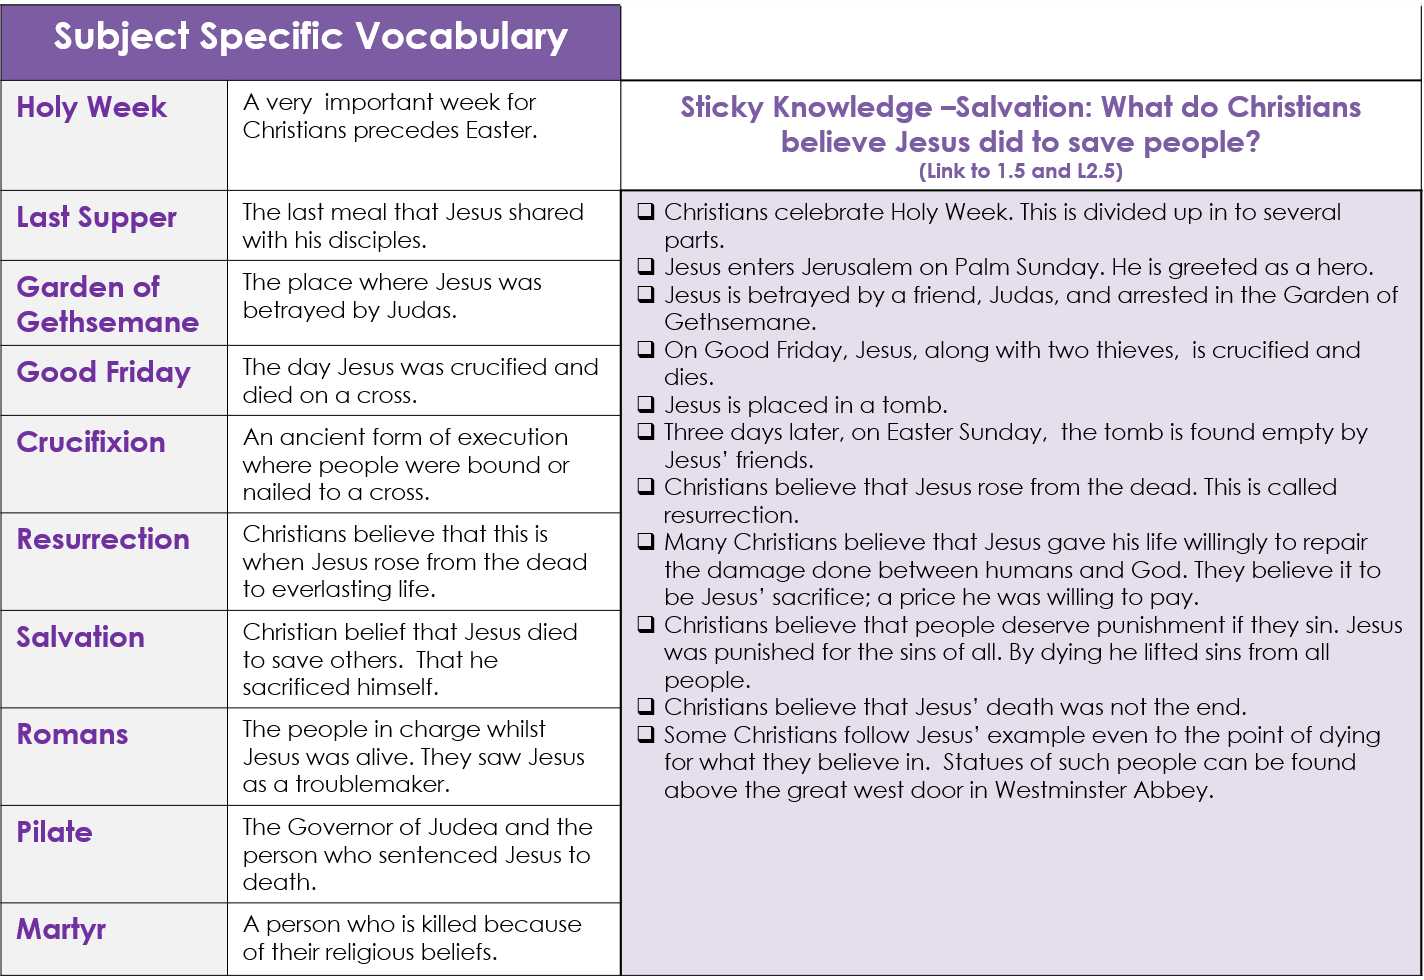 Subject Specific Vocabulary
Holy Week
A very  important week for
Christians precedes Easter.
Last Supper
The last meal that Jesus shared
with his disciples.
Garden of
Gethsemane
The place where Jesus was
betrayed by Judas.
Good Friday
The day Jesus was crucified and
died on a cross.
Crucifixion
An ancient form of execution
where people were bound or
nailed to a cross.
Resurrection
Christians believe that this is
when Jesus rose from the dead
to everlasting life.
Salvation
Christian belief that Jesus died
to save others.  That he
sacrificed himself.
Romans
The people in charge whilst
Jesus was alive. They saw Jesus
as a troublemaker.
Pilate
The Governor of Judea and the
person who sentenced Jesus to
death.
Martyr
A person who is killed because
of their religious beliefs.
Sticky Knowledge –Salvation: What do Christians
believe Jesus did to save people?
(Link to 1.5 and L2.5)
❑ Christians celebrate Holy Week. This is divided up in to several
parts.
❑ Jesus enters Jerusalem on Palm Sunday. He is greeted as a hero.
❑ Jesus is betrayed by a friend, Judas, and arrested in the Garden of
Gethsemane.
❑ On Good Friday, Jesus, along with two thieves,  is crucified and
dies.
❑ Jesus is placed in a tomb.
❑ Three days later, on Easter Sunday,  the tomb is found empty by
Jesus’ friends.
❑ Christians believe that Jesus rose from the dead. This is called
resurrection.
❑ Many Christians believe that Jesus gave his life willingly to repair
the damage done between humans and God. They believe it to
be Jesus’ sacrifice; a price he was willing to pay.
❑ Christians believe that people deserve punishment if they sin. Jesus
was punished for the sins of all. By dying he lifted sins from all
people.
❑ Christians believe that Jesus’ death was not the end.
❑ Some Christians follow Jesus’ example even to the point of dying
for what they believe in.  Statues of such people can be found
above the great west door in Westminster Abbey.